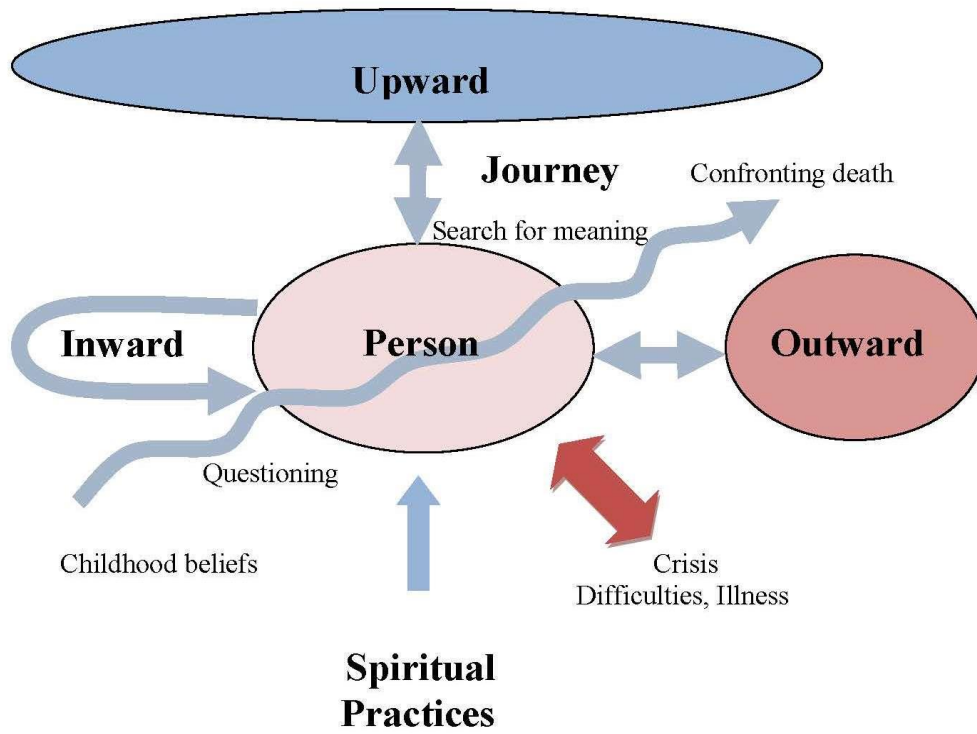 Upward
Journey
Confronting death
Search for meaning
Inward
Person
Outward
Questioning
Childhood beliefs
Crisis
Difficulties, Illness
Spiritual
Practices